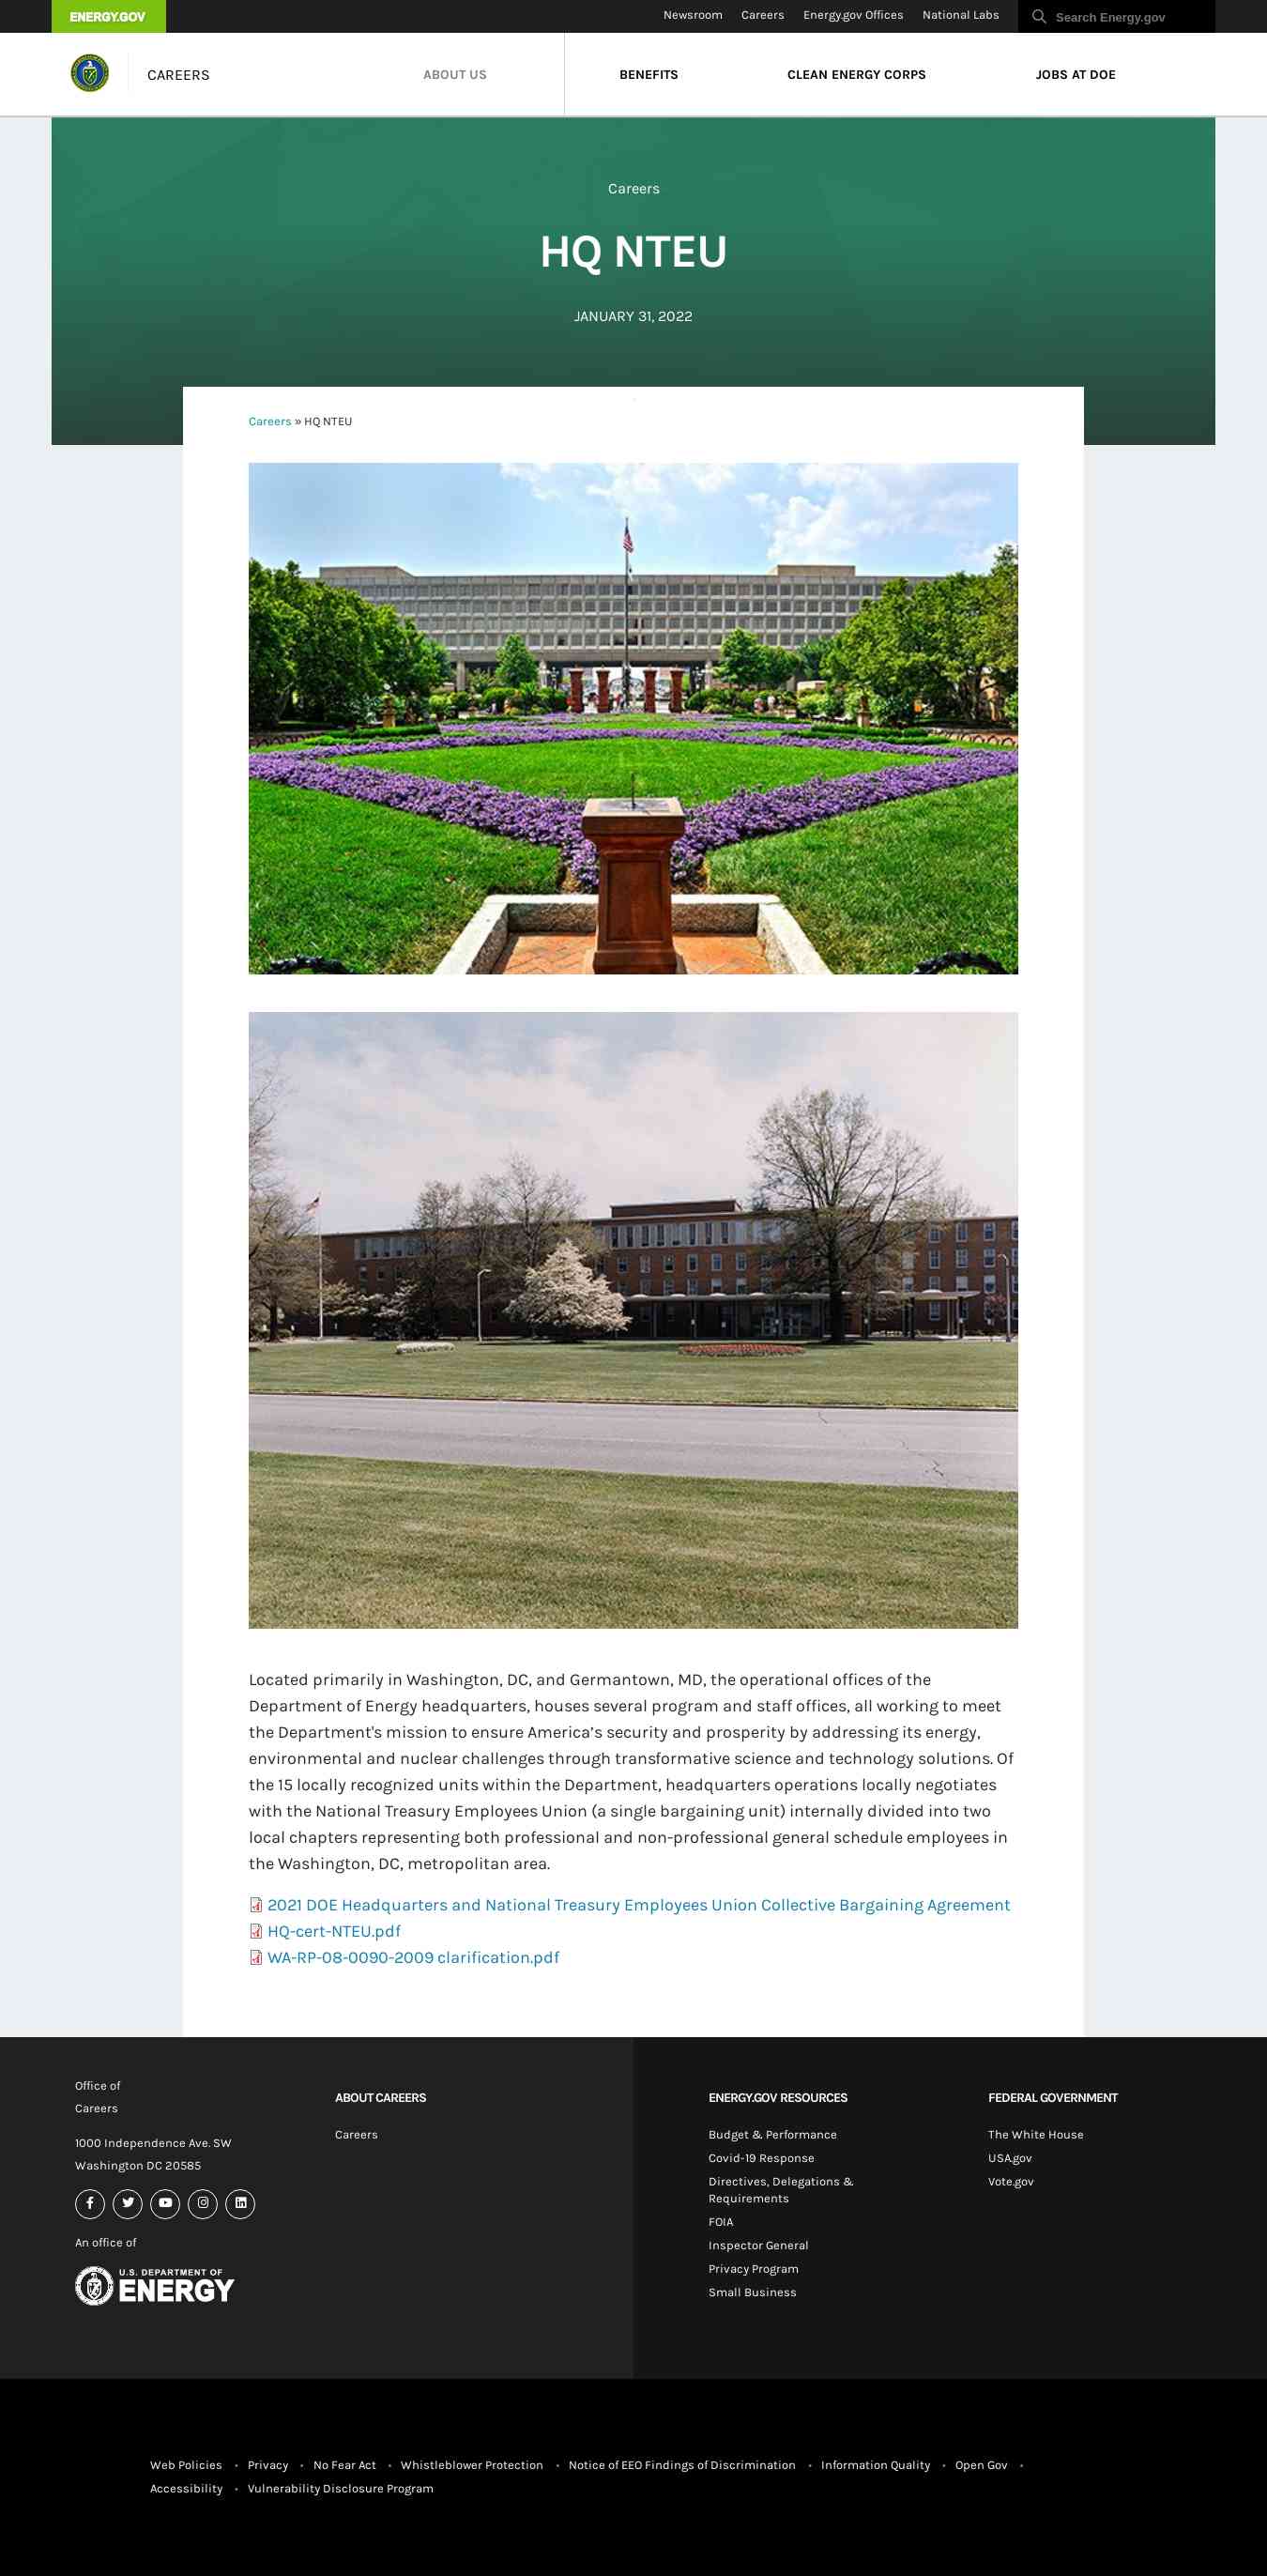 ENERGY.GOV
Newsroom
Careers
Energy.gov Offices
National Labs
Search Energy.gov
CAREERS
ABOUT US
BENEFITS
CLEAN ENERGY CORPS
JOBS AT DOE
Careers
HQ NTEU
JANUARY 31, 2022
Careers » HQ NTEU
Located primarily in Washington, DC, and Germantown, MD, the operational offices of the
Department of Energy headquarters, houses several program and staff offices, all working to meet
the Department's mission to ensure America’s security and prosperity by addressing its energy,
environmental and nuclear challenges through transformative science and technology solutions. Of
the 15 locally recognized units within the Department, headquarters operations locally negotiates
with the National Treasury Employees Union (a single bargaining unit) internally divided into two
local chapters representing both professional and non-professional general schedule employees in
the Washington, DC, metropolitan area.
2021 DOE Headquarters and National Treasury Employees Union Collective Bargaining Agreement
HQ-cert-NTEU.pdf
WA-RP-08-0090-2009 clarification.pdf
Office of
Careers
1000 Independence Ave. SW
Washington DC 20585
An office of
U.S. DEPARTMENT OF
ENERGY
ABOUT CAREERS
Careers
ENERGY.GOV RESOURCES
Budget & Performance
Covid-19 Response
Directives, Delegations &
Requirements
FOIA
Inspector General
Privacy Program
Small Business
FEDERAL GOVERNMENT
The White House
USA.gov
Vote.gov
Web Policies • Privacy • No Fear Act • Whistleblower Protection • Notice of EEO Findings of Discrimination • Information Quality • Open Gov •
Accessibility • Vulnerability Disclosure Program